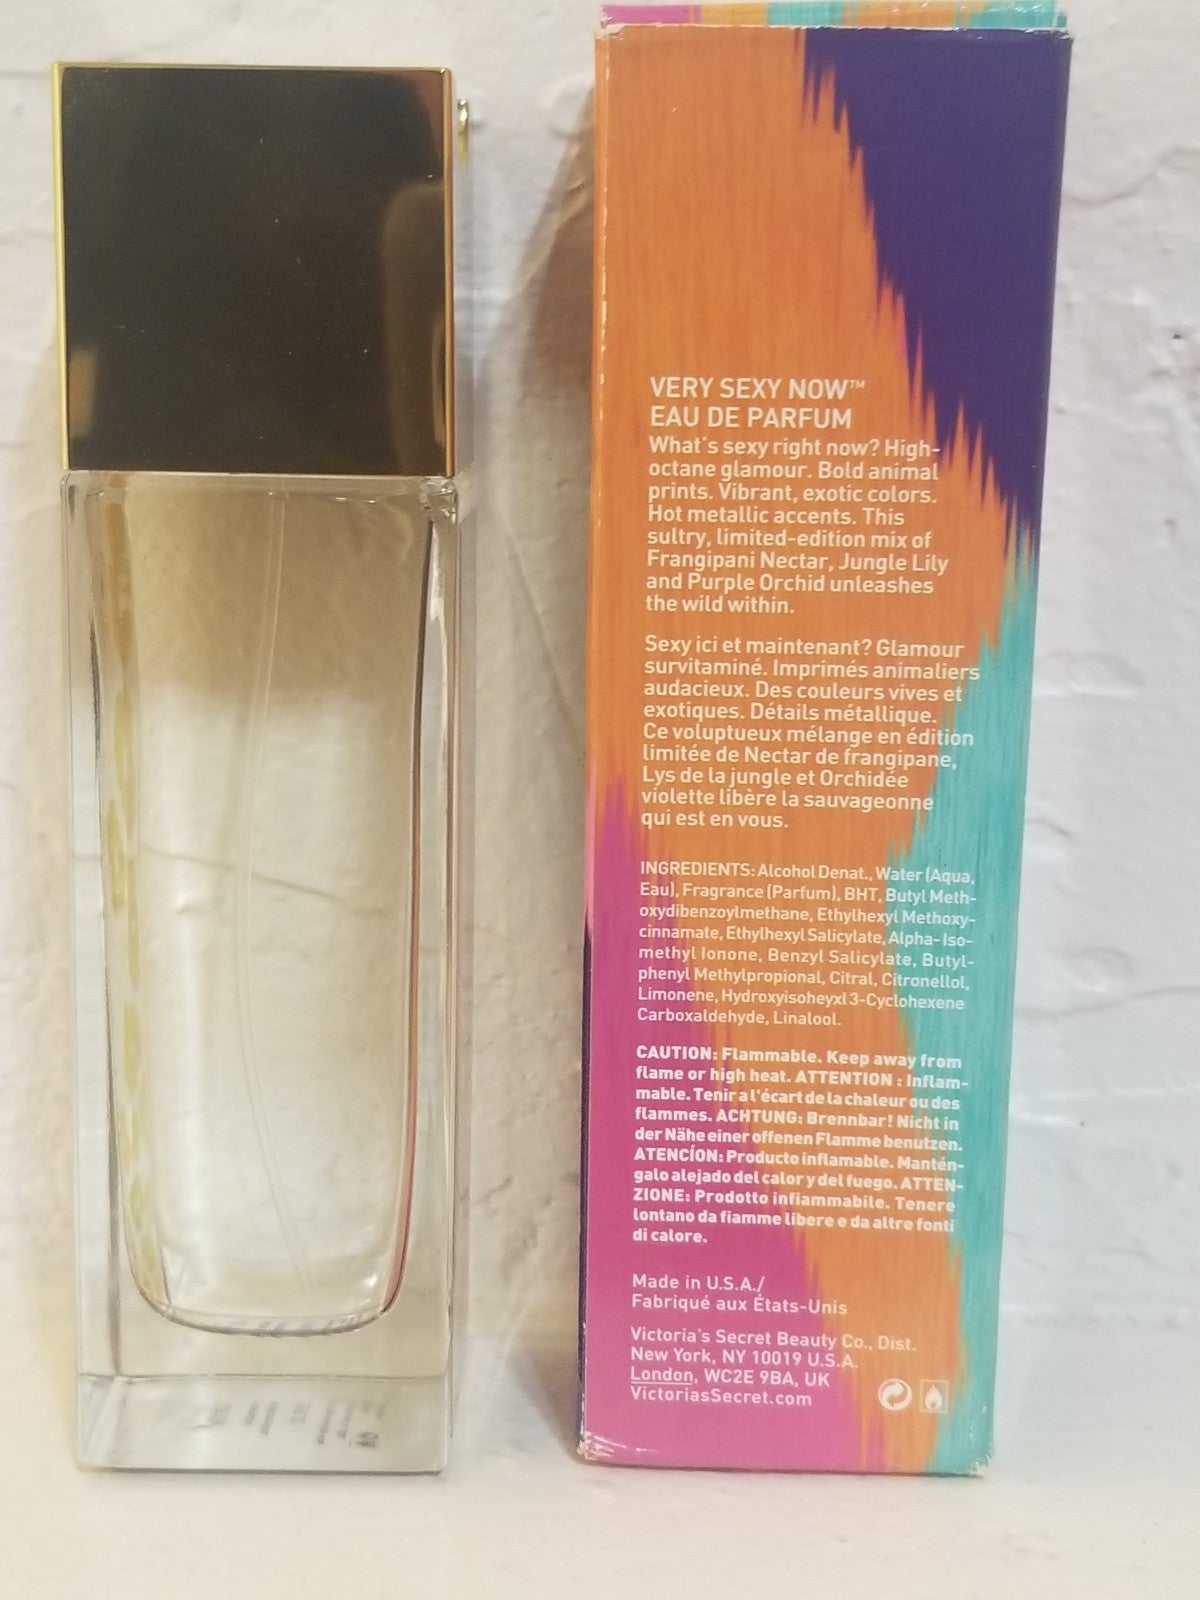 VERY SEXY NOW™
EAU DE PARFUM
What's sexy right now? High-
octane glamour. Bold animal
prints. Vibrant, exotic colors.
Hot metallic accents. This
sultry, limited-edition mix of
Frangipani Nectar, Jungle Lily
and Purple Orchid unleashes
the wild within.
Sexy ici et maintenant? Glamour
survitaminé. Imprimés animaliers
audacieux. Des couleurs vives et
exotiques. Détails métallique.
Ce voluptueux mélange en édition
limitée de Nectar de frangipane,
Lys de la jungle et Orchidée
violette libère la sauvageonne
qui est en vous.
INGREDIENTS: Alcohol Denat., Water (Aqua,
Eau), Fragrance (Parfum), BHT, Butyl Meth-
oxydibenzoylmethane, Ethylhexyl Methoxy-
cinnamate, Ethylhexyl Salicylate, Alpha-Iso-
methyl Ionone, Benzyl Salicylate, Butyl-
phenyl Methylpropional, Citral, Citronellol,
Limonene, Hydroxyisoheyxl 3-Cyclohexene
Carboxaldehyde, Linalool.
CAUTION: Flammable. Keep away from
flame or high heat. ATTENTION : Inflam-
mable. Tenir a l'écart de la chaleur ou des
flammes. ACHTUNG: Brennbar! Nicht in
der Nähe einer offenen Flamme benutzen.
ATENCÍON: Producto inflamable. Mantén-
galo alejado del calor y del fuego. ATTEN-
ZIONE: Prodotto infiammabile. Tenere
lontano da fiamme libere e da altre fonti
di calore.
Made in U.S.A./
Fabriqué aux États-Unis
Victoria's Secret Beauty Co., Dist.
New York, NY 10019 U.S.A.
London, WC2E 9BA, UK
VictoriasSecret.com